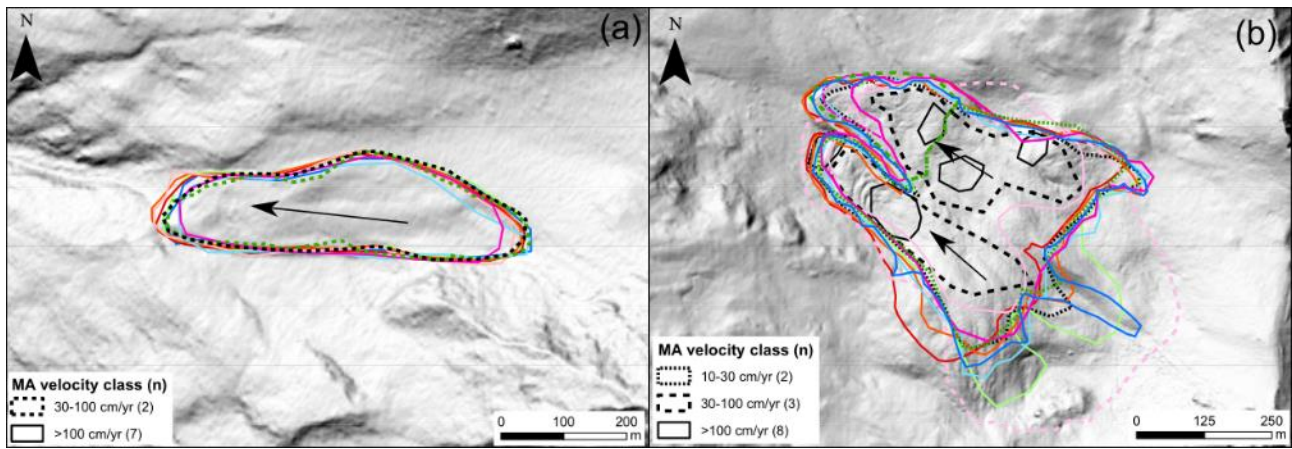 N
(a)
MA velocity class (n)
30-100 cm/yr (2)
>100 cm/yr (7)
0 100 200
m
N
(b)
MA velocity class (n)
10-30 cm/yr (2)
30-100 cm/yr (3)
>100 cm/yr (8)
0 125 250
m